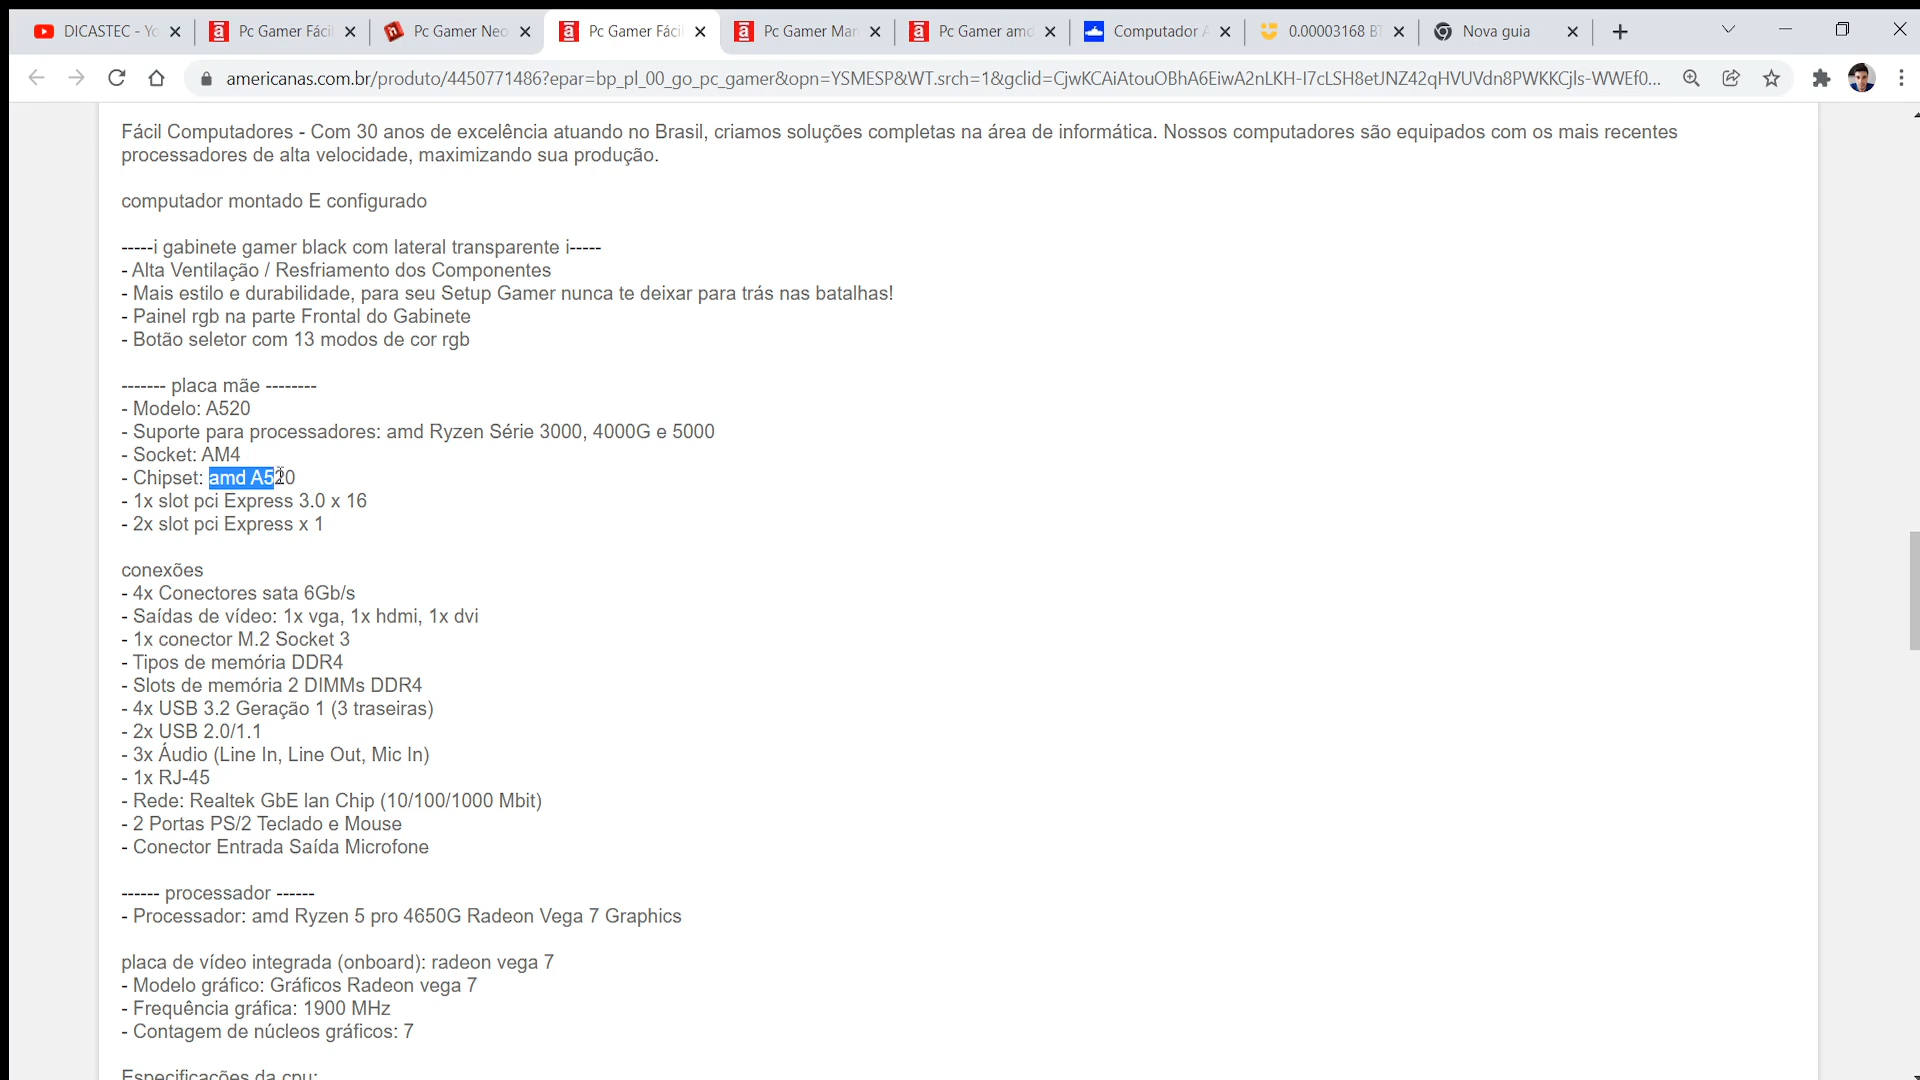 DICASTEC - Yo
Pc Gamer Fáci
Pc Gamer Neo
Pc Gamer Fáci
Pc Gamer Man
Pc Gamer amd
Computador A
0.00003168 BT
Nova guia
americanas.com.br/produto/4450771486?epar=bp_pl_00_go_pc_gamer&opn=YSMESP&WT.srch=1&gclid=CjwKCAiAtouOBhA6EiwA2nLKH-I7cLSH8etJNZ42qHVUVdn8PWKKCjls-WWEf0...
Fácil Computadores - Com 30 anos de excelência atuando no Brasil, criamos soluções completas na área de informática. Nossos computadores são equipados com os mais recentes
processadores de alta velocidade, maximizando sua produção.
computador montado E configurado
-----i gabinete gamer black com lateral transparente i-----
- Alta Ventilação / Resfriamento dos Componentes
- Mais estilo e durabilidade, para seu Setup Gamer nunca te deixar para trás nas batalhas!
- Painel rgb na parte Frontal do Gabinete
- Botão seletor com 13 modos de cor rgb
------- placa mãe --------
- Modelo: A520
- Suporte para processadores: amd Ryzen Série 3000, 4000G e 5000
- Socket: AM4
- Chipset: amd A520
- 1x slot pci Express 3.0 x 16
- 2x slot pci Express x 1
conexões
- 4x Conectores sata 6Gb/s
- Saídas de vídeo: 1x vga, 1x hdmi, 1x dvi
- 1x conector M.2 Socket 3
- Tipos de memória DDR4
- Slots de memória 2 DIMMs DDR4
- 4x USB 3.2 Geração 1 (3 traseiras)
- 2x USB 2.0/1.1
- 3x Áudio (Line In, Line Out, Mic In)
- 1x RJ-45
- Rede: Realtek GbE lan Chip (10/100/1000 Mbit)
- 2 Portas PS/2 Teclado e Mouse
- Conector Entrada Saída Microfone
------ processador ------
- Processador: amd Ryzen 5 pro 4650G Radeon Vega 7 Graphics
placa de vídeo integrada (onboard): radeon vega 7
- Modelo gráfico: Gráficos Radeon vega 7
- Frequência gráfica: 1900 MHz
- Contagem de núcleos gráficos: 7
Especificações da cpu: